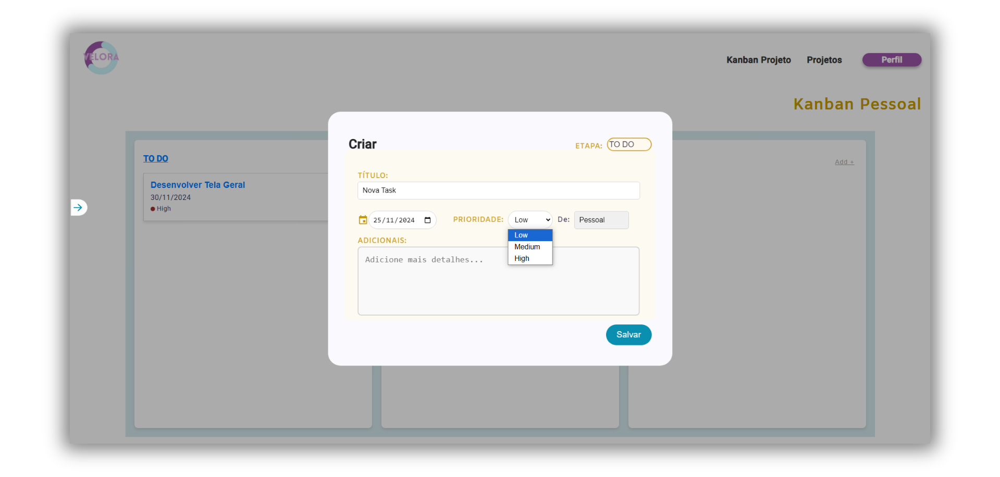 VELORA
Kanban Projeto
Projetos
Perfil
Kanban Pessoal
TO DO
Desenvolver Tela Geral
30/11/2024
High
Add +
Criar
ETAPA: TO DO
TÍTULO:
Nova Task
25/11/2024
PRIORIDADE: Low
De: Pessoal
Low
Medium
High
ADICIONAIS:
Adicione mais detalhes...
Salvar